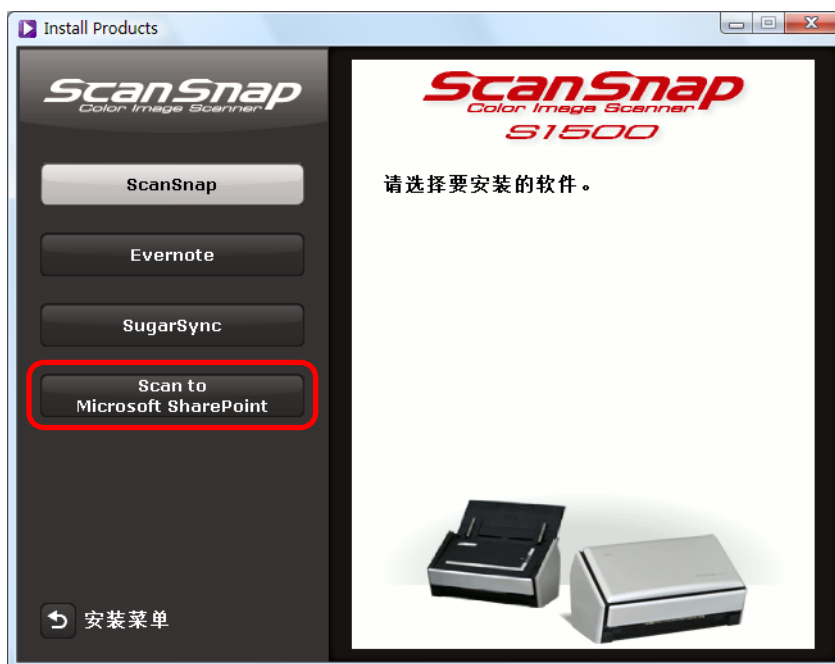 Install Products
ScanSnap
Color Image Scanner
ScanSnap
Evernote
SugarSync
Scan to
Microsoft SharePoint
安装菜单
ScanSnap
Color Image Scanner
S1500
请选择要安装的软件。